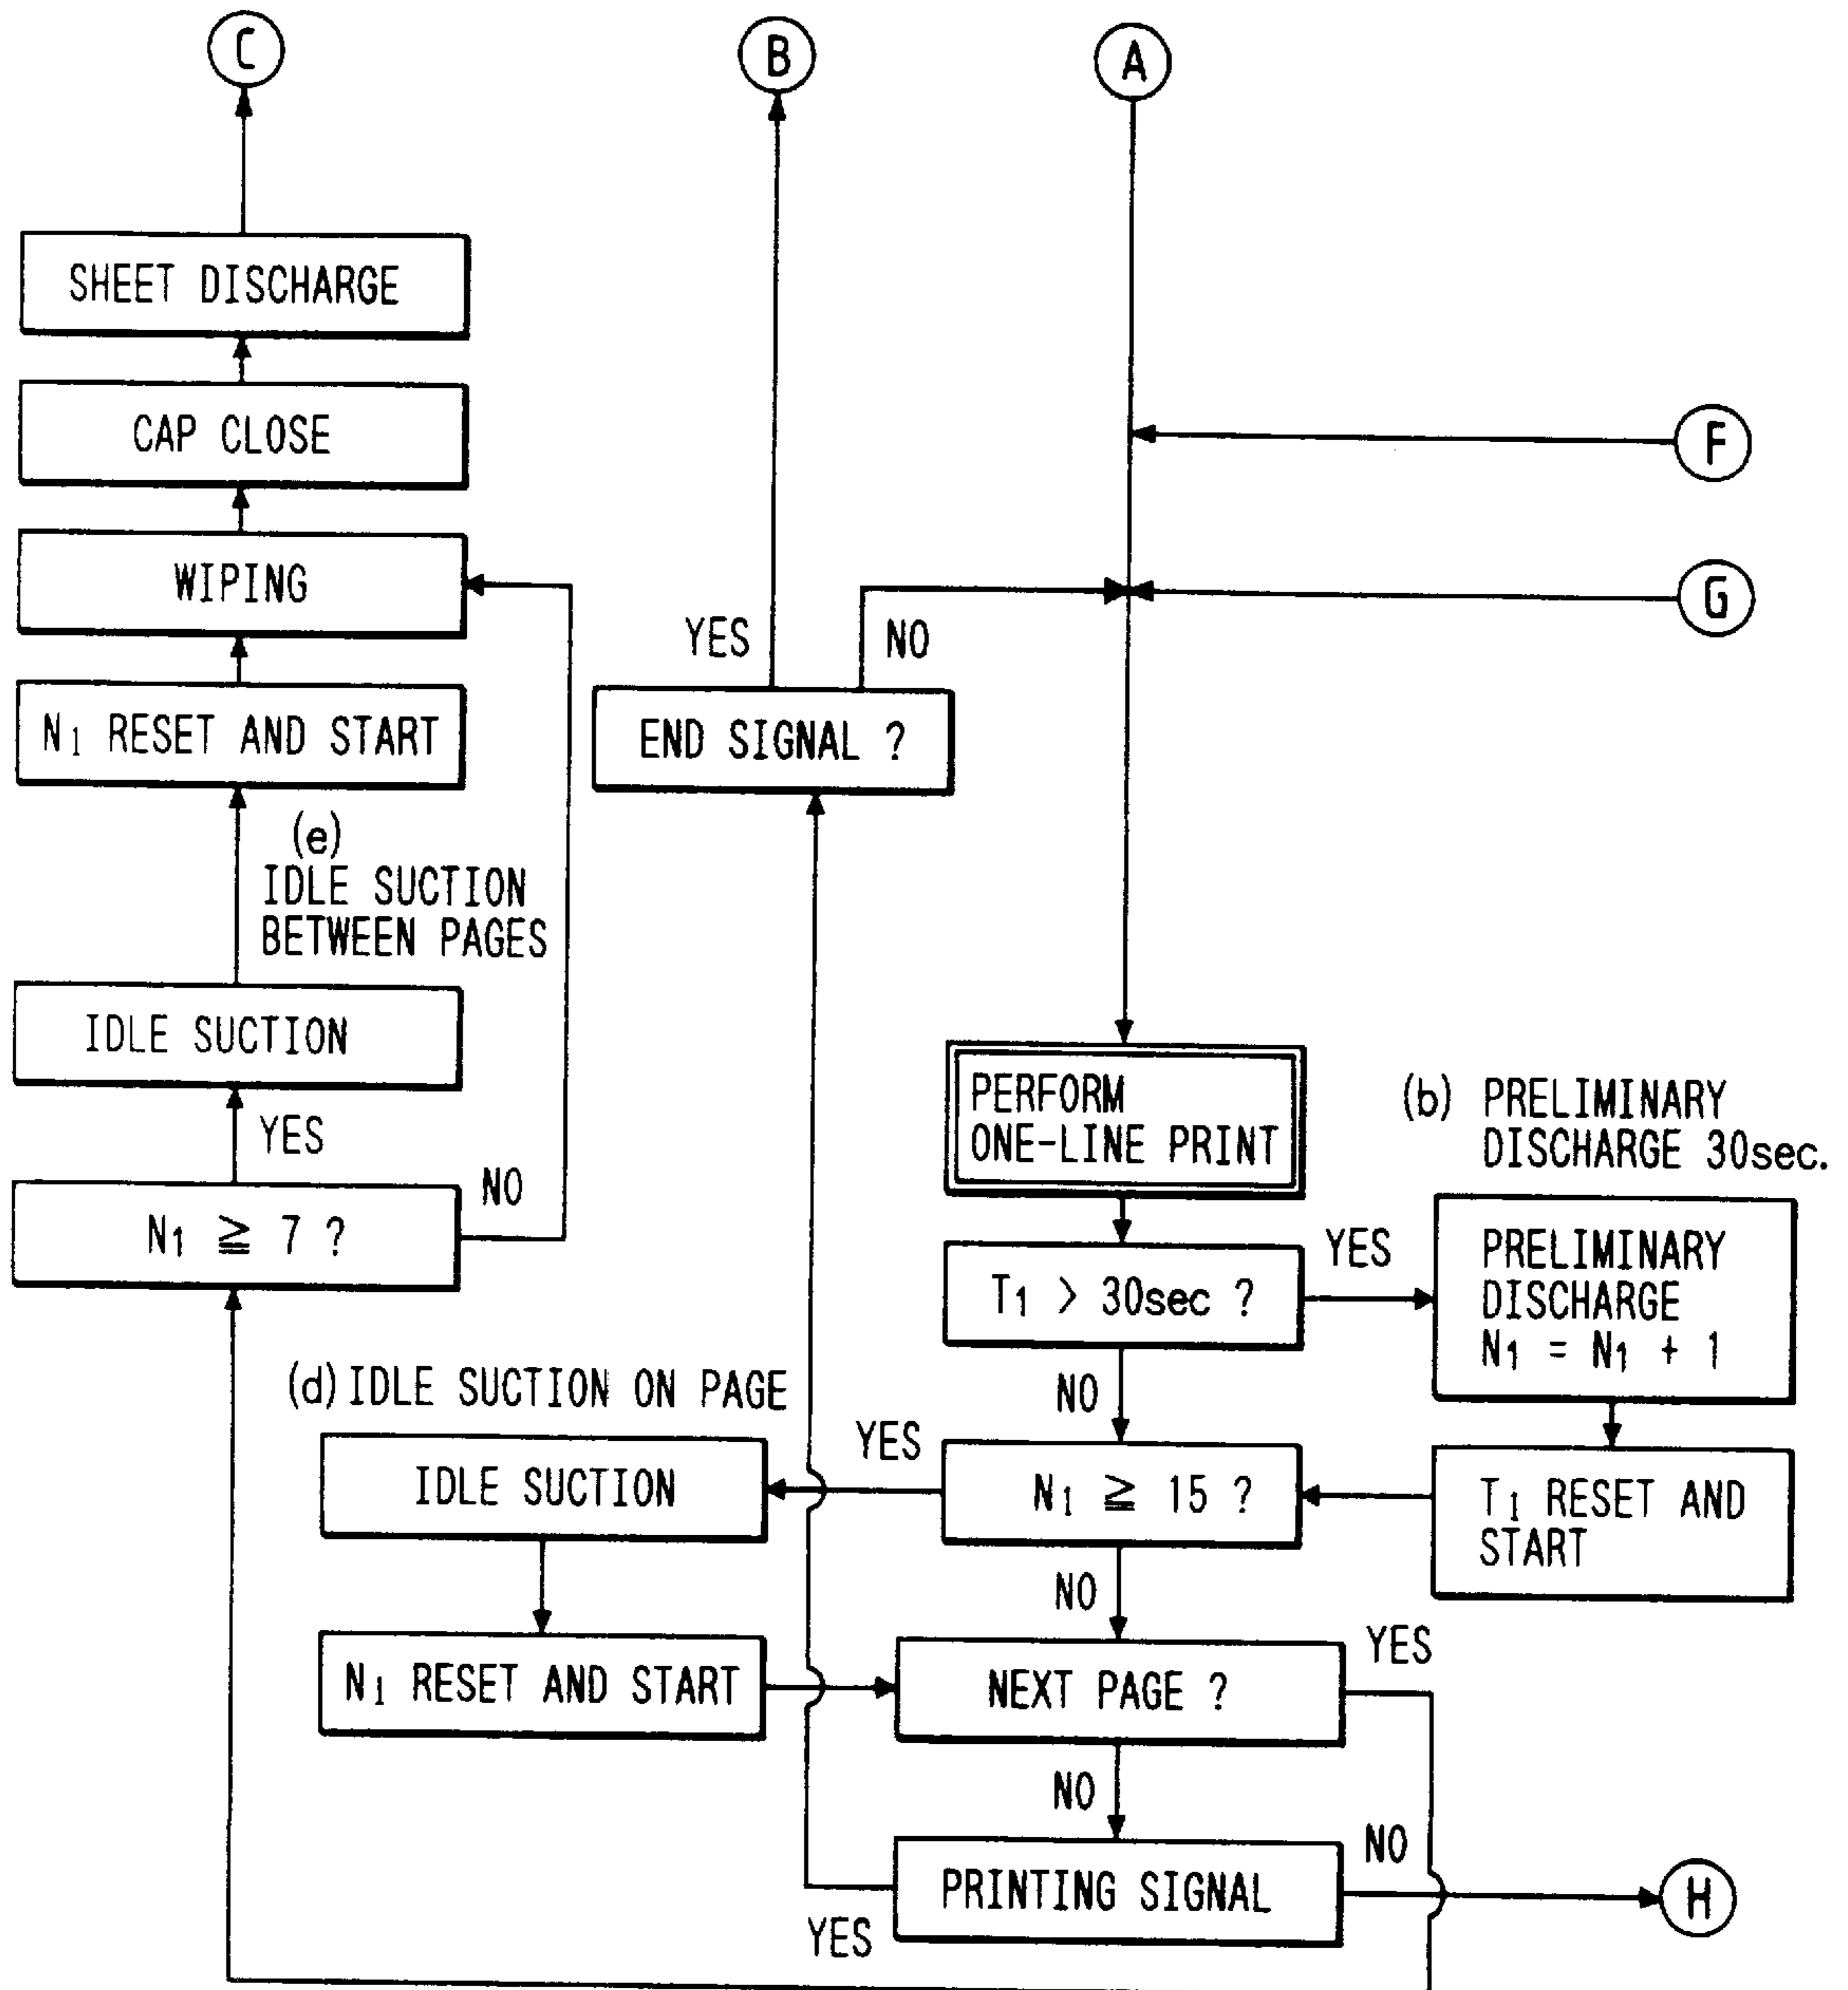 C
B
A
SHEET DISCHARGE
CAP CLOSE
F
WIPING
G
YES
NO
N1 RESET AND START
END SIGNAL ?
(e)
IDLE SUCTION
BETWEEN PAGES
IDLE SUCTION
YES
PERFORM
ONE-LINE PRINT
(b) PRELIMINARY
DISCHARGE 30sec.
N1 ≧ 7 ?
NO
T1 > 30sec ?
YES
PRELIMINARY
DISCHARGE
N1 = N1 + 1
NO
(d) IDLE SUCTION ON PAGE
IDLE SUCTION
YES
N1 ≧ 15 ?
T1 RESET AND
START
NO
N1 RESET AND START
NEXT PAGE ?
YES
NO
PRINTING SIGNAL
NO
H
YES